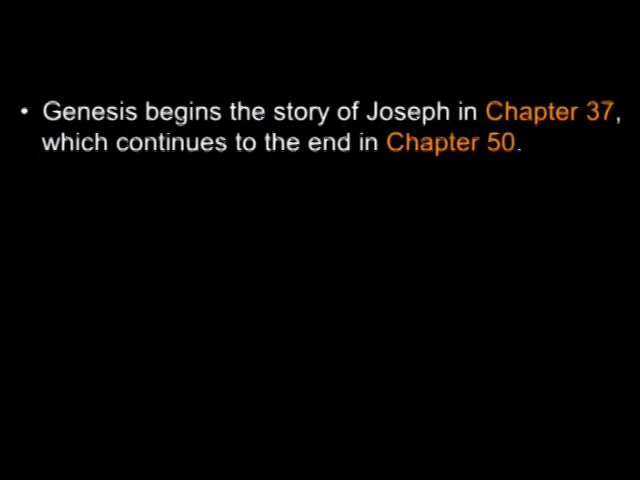 • Genesis begins the story of Joseph in Chapter 37,
which continues to the end in Chapter 50.